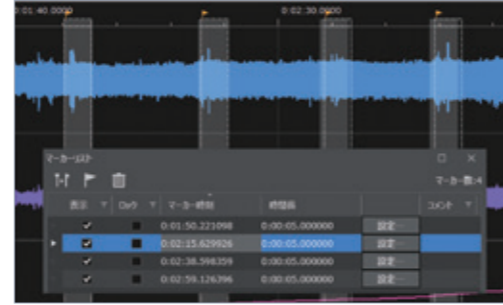 0:01:40.0000
0:02:30.0000
マーカーリスト
マーカー数:4
表示 ロック マーカー時刻 時間長 コメント
0:01:50.221098 0:00:05.000000 設定…
0:02:15.629926 0:00:05.000000 設定…
0:02:38.598359 0:00:05.000000 設定…
0:02:59.126396 0:00:05.000000 設定…